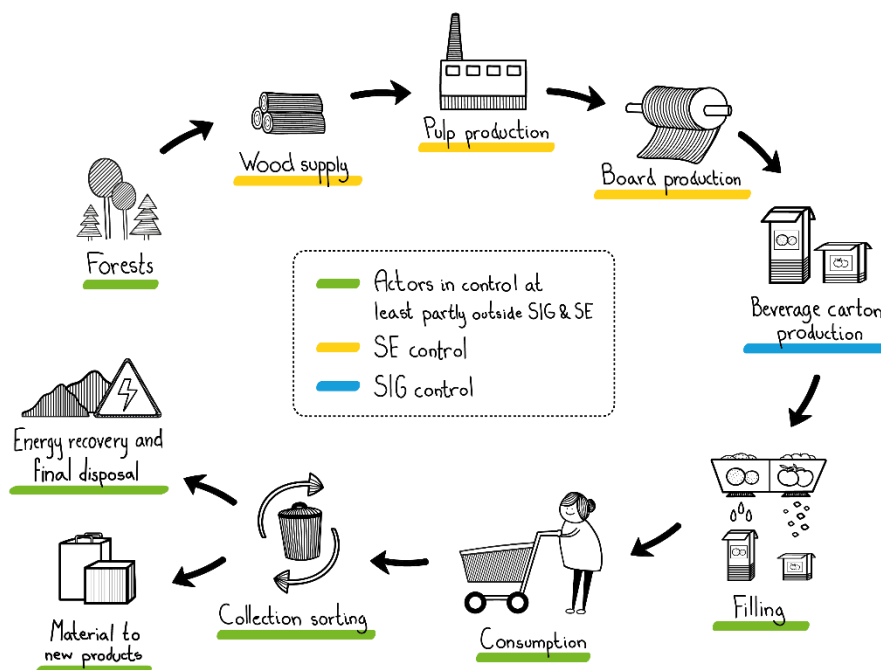 Forests
Wood supply
Pulp production
Board production
Beverage carton
production
Filling
Consumption
Collection sorting
Energy recovery and
final disposal
Material to
new products
Actors in control at
least partly outside SIG & SE
SE control
SIG control